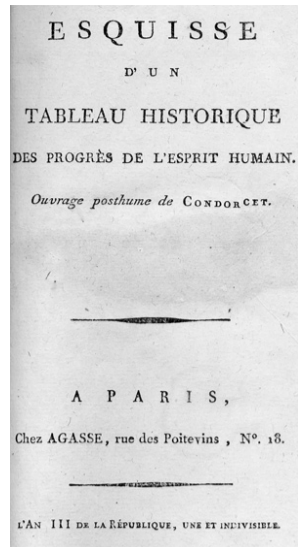 ESQUISSE
D'UN
TABLEAU HISTORIQUE
DES PROGRÈS DE L'ESPRIT HUMAIN.
Ouvrage posthume de CONDORCET.
A PARIS,
Chez AGASSE, rue des Poitevins, Nº. 18.
L'AN III DE LA RÉPUBLIQUE, UNE ET INDIVISIBLE.